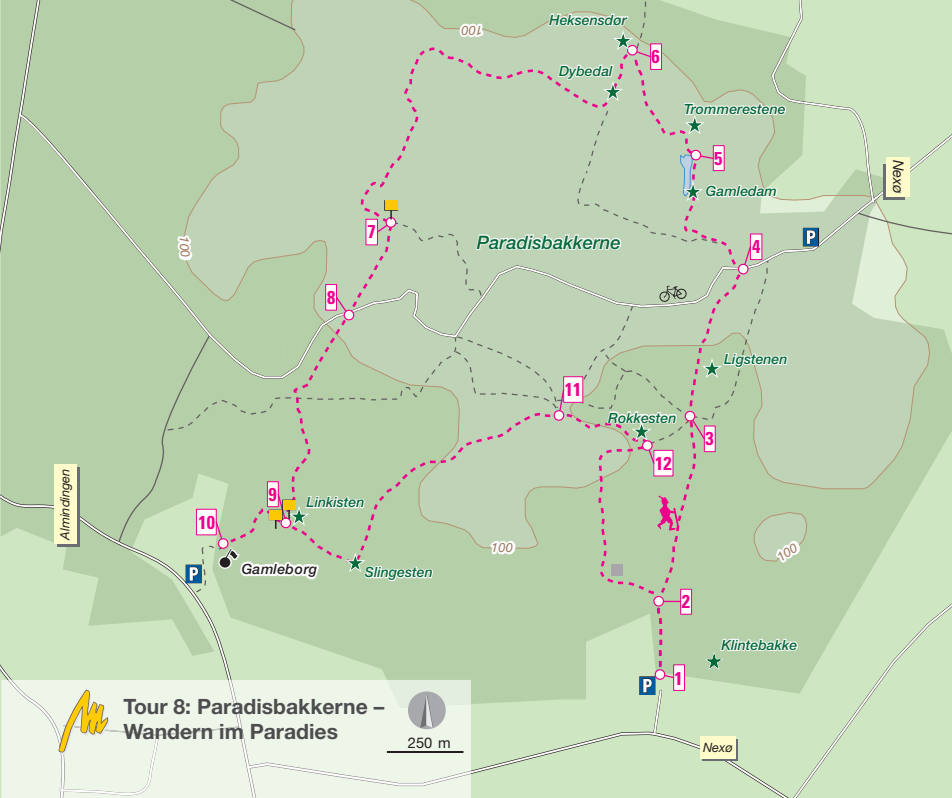 Heksensdør
100
6
Dybedal
Trommerestene
5
Gamledam
Nexø
7
Paradisbakkerne
4
P
100
8
Ligstenen
11
Rokkesten
3
12
9
Linkisten
Almindingen
10
100
100
P
Gamleborg
Slingesten
2
Klintebakke
P
1
Tour 8: Paradisbakkerne –
Wandern im Paradies
250 m
Nexø